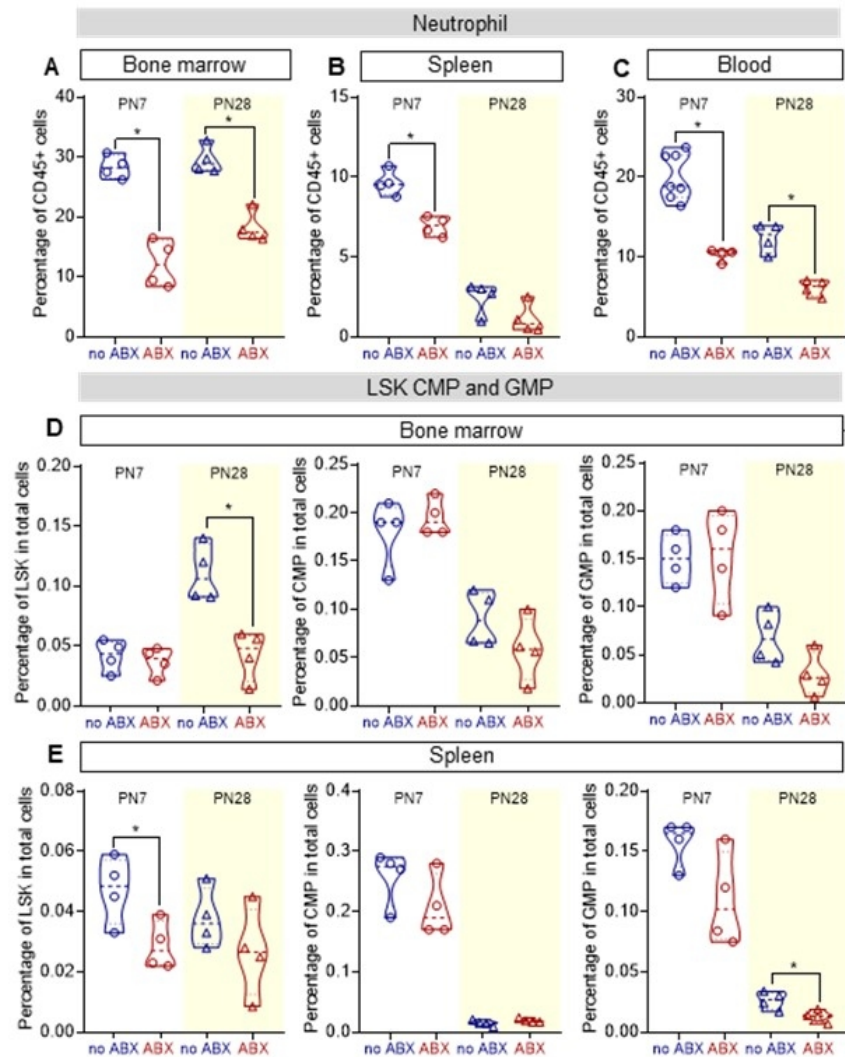 Neutrophil
A Bone marrow
B Spleen
C Blood
Percentage of CD45+ cells
40
30
20
10
0
PN7 PN28
* *
no ABX ABX no ABX ABX
Percentage of CD45+ cells
15
10
5
0
PN7 PN28
*
no ABX ABX no ABX ABX
Percentage of CD45+ cells
30
20
10
0
PN7 PN28
* *
no ABX ABX no ABX ABX
LSK CMP and GMP
D Bone marrow
Percentage of LSK in total cells
0.20
0.15
0.10
0.05
0.00
PN7 PN28
*
no ABX ABX no ABX ABX
Percentage of CMP in total cells
0.25
0.20
0.15
0.10
0.05
0.00
PN7 PN28
no ABX ABX no ABX ABX
Percentage of GMP in total cells
0.25
0.20
0.15
0.10
0.05
0.00
PN7 PN28
no ABX ABX no ABX ABX
E Spleen
Percentage of LSK in total cells
0.08
0.06
0.04
0.02
0.00
PN7 PN28
*
no ABX ABX no ABX ABX
Percentage of CMP in total cells
0.4
0.3
0.2
0.1
0.0
PN7 PN28
no ABX ABX no ABX ABX
Percentage of GMP in total cells
0.20
0.15
0.10
0.05
0.00
PN7 PN28
*
no ABX ABX no ABX ABX